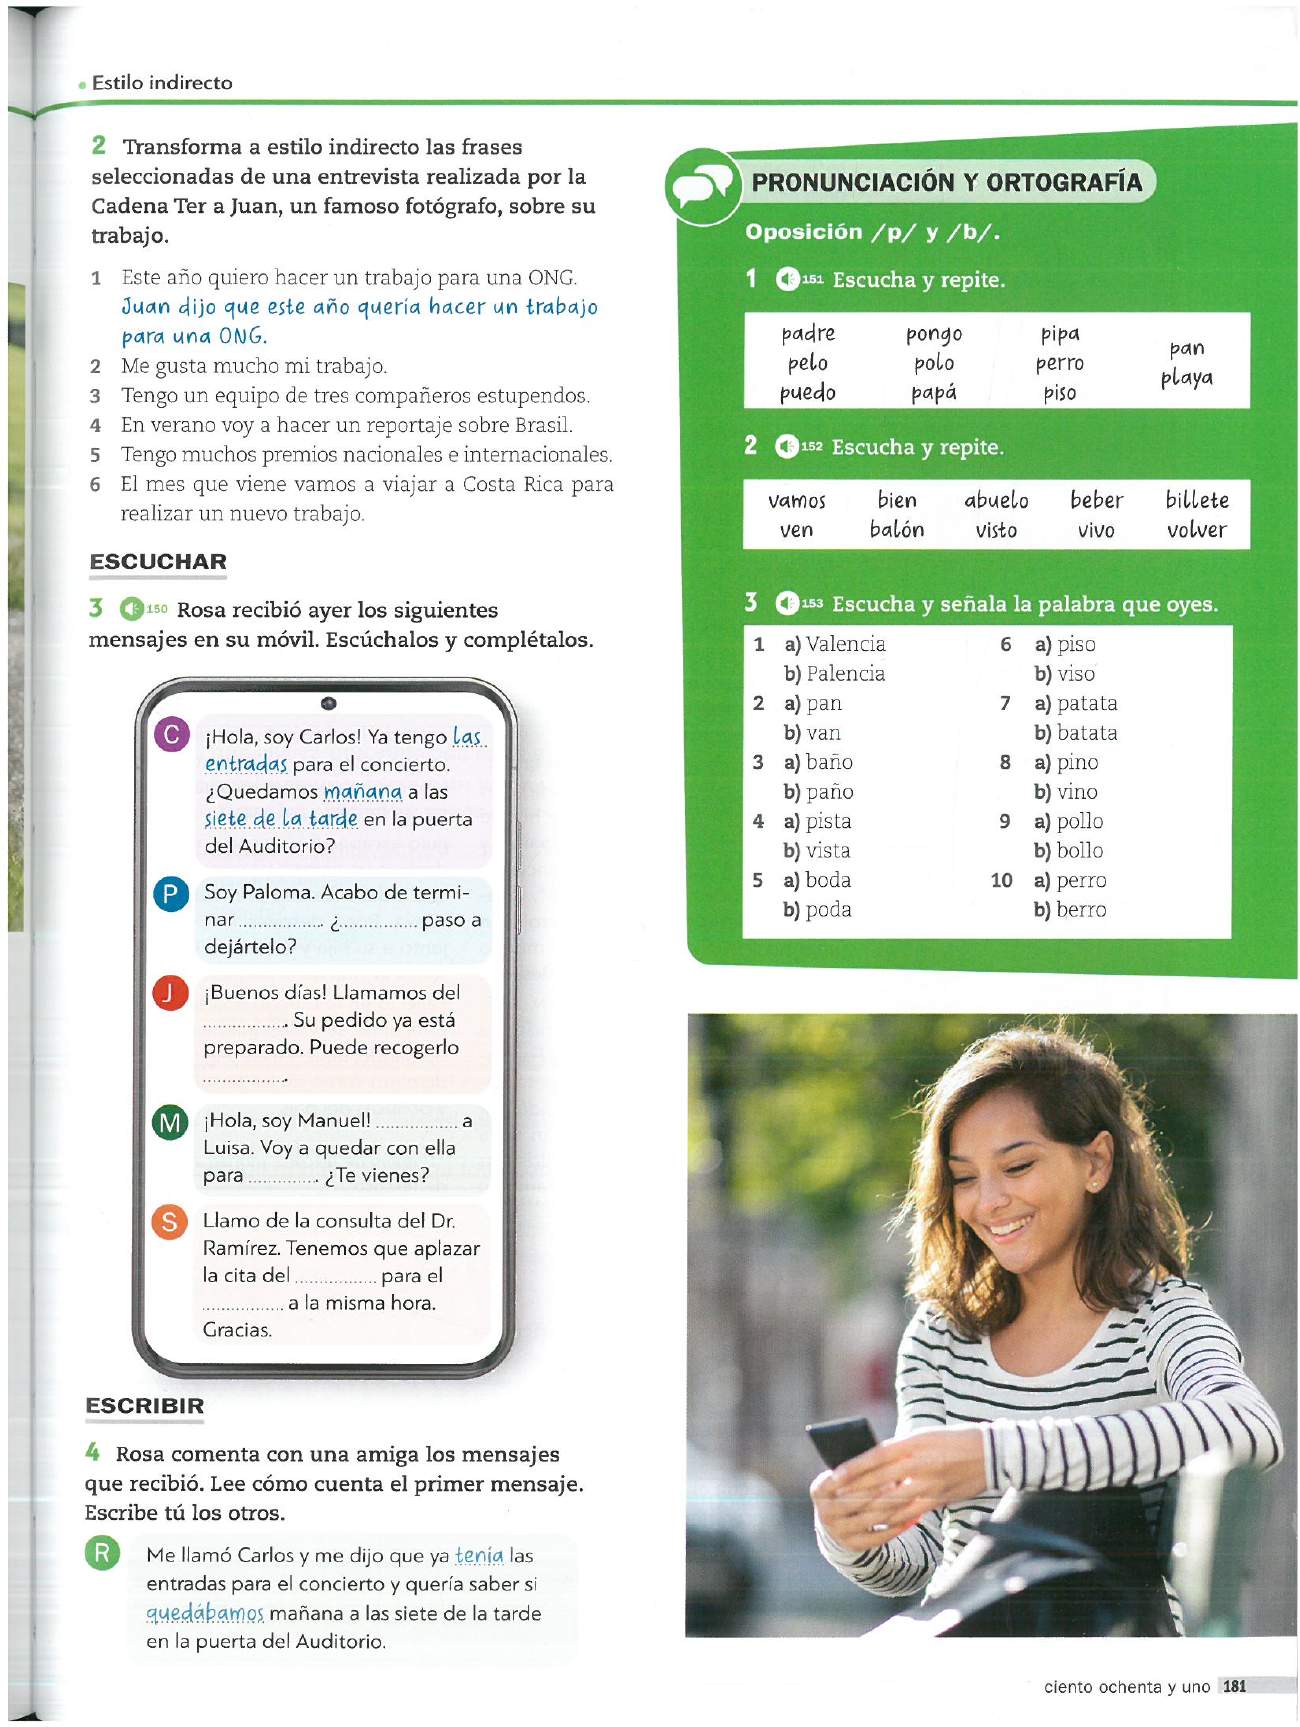 Estilo indirecto
2 Transforma a estilo indirecto las frases
seleccionadas de una entrevista realizada por la
Cadena Ter a Juan, un famoso fotógrafo, sobre su
trabajo.
1 Este año quiero hacer un trabajo para una ONG.
Juan dijo que este año quería hacer un trabajo
para una ONG.
2 Me gusta mucho mi trabajo.
3 Tengo un equipo de tres compañeros estupendos.
4 En verano voy a hacer un reportaje sobre Brasil.
5 Tengo muchos premios nacionales e internacionales.
6 El mes que viene vamos a viajar a Costa Rica para
realizar un nuevo trabajo.
ESCUCHAR
3 150 Rosa recibió ayer los siguientes
mensajes en su móvil. Escúchalos y complétalos.
C ¡Hola, soy Carlos! Ya tengo las
entradas para el concierto.
¿Quedamos mañana a las
siete de la tarde en la puerta
del Auditorio?
P Soy Paloma. Acabo de termi-
nar ................. ¿................ paso a
dejártelo?
J ¡Buenos días! Llamamos del
................. Su pedido ya está
preparado. Puede recogerlo
.................
M ¡Hola, soy Manuel! ................ a
Luisa. Voy a quedar con ella
para .............. ¿Te vienes?
S Llamo de la consulta del Dr.
Ramírez. Tenemos que aplazar
la cita del ................ para el
................ a la misma hora.
Gracias.
ESCRIBIR
4 Rosa comenta con una amiga los mensajes
que recibió. Lee cómo cuenta el primer mensaje.
Escribe tú los otros.
R Me llamó Carlos y me dijo que ya tenía las
entradas para el concierto y quería saber si
quedábamos mañana a las siete de la tarde
en la puerta del Auditorio.
PRONUNCIACIÓN Y ORTOGRAFÍA
Oposición /p/ y /b/.
1 151 Escucha y repite.
padre pongo pipa pan
pelo polo perro playa
puedo papá piso
2 152 Escucha y repite.
vamos bien abuelo beber billete
ven balón visto vivo volver
3 153 Escucha y señala la palabra que oyes.
1 a) Valencia
b) Palencia
2 a) pan
b) van
3 a) baño
b) paño
4 a) pista
b) vista
5 a) boda
b) poda
6 a) piso
b) viso
7 a) patata
b) batata
8 a) pino
b) vino
9 a) pollo
b) bollo
10 a) perro
b) berro
ciento ochenta y uno 181